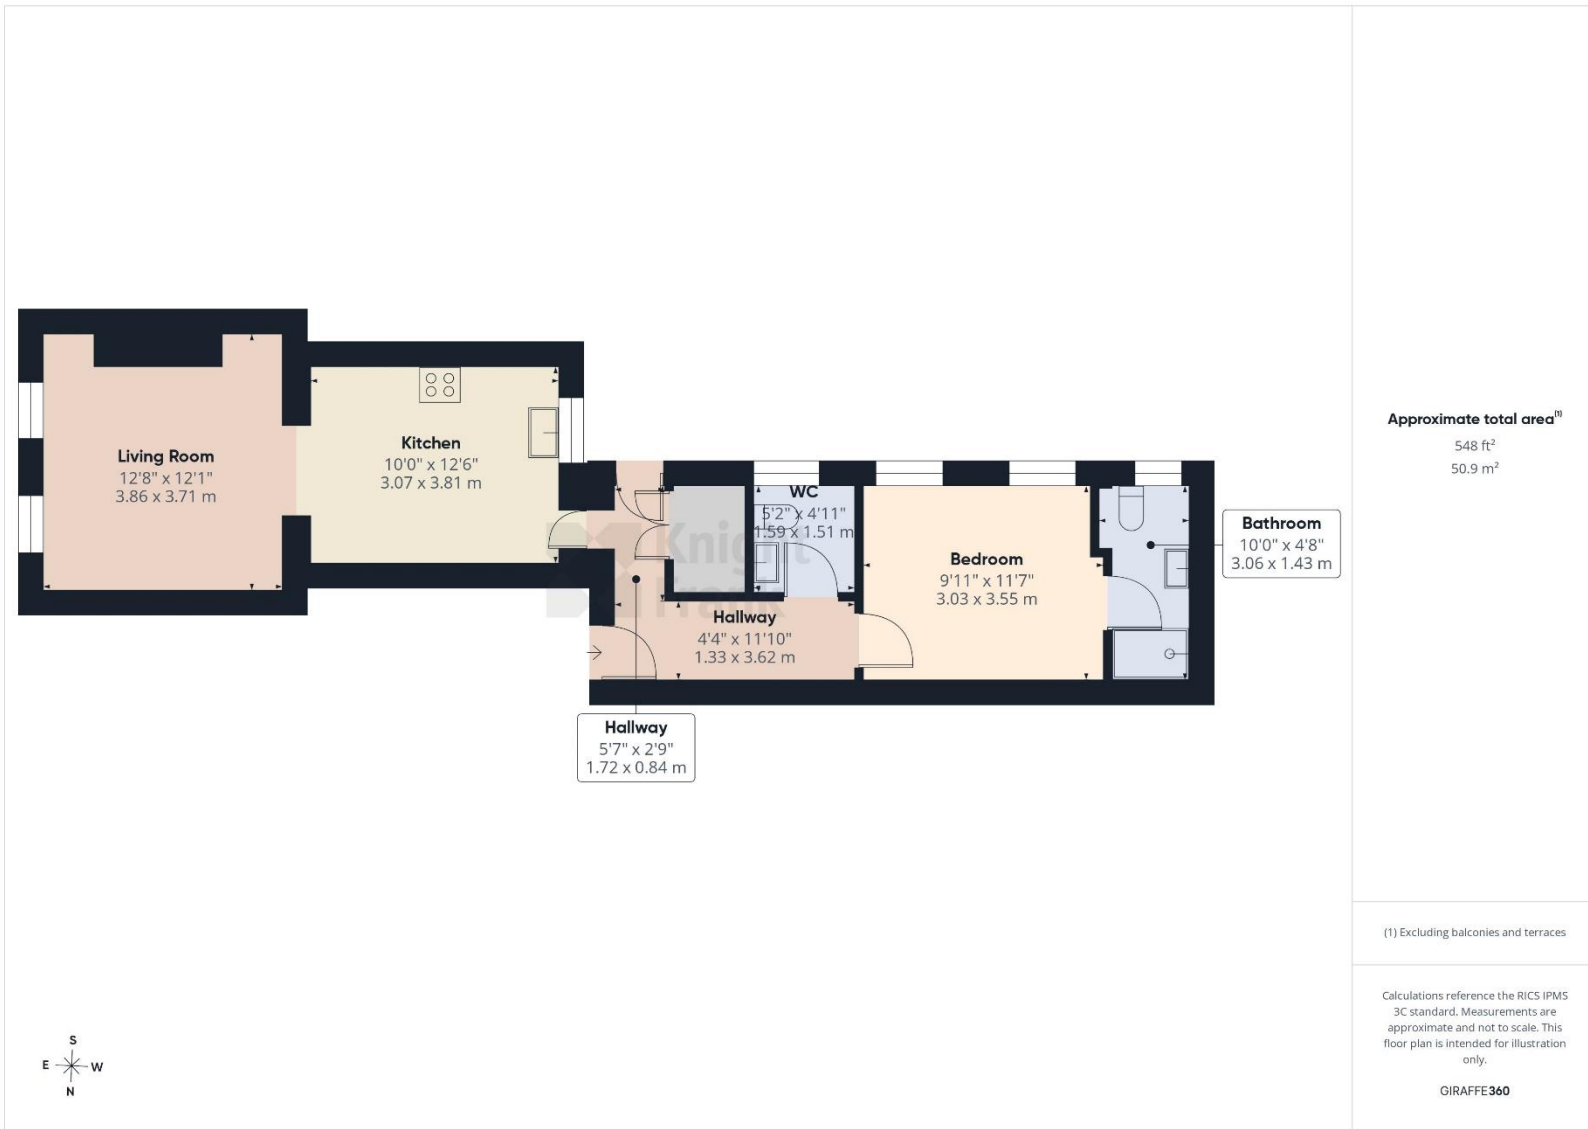 Living Room
12'8" x 12'1"
3.86 x 3.71 m
Kitchen
10'0" x 12'6"
3.07 x 3.81 m
WC
5'2" x 4'11"
1.59 x 1.51 m
Knight
Frank
Bedroom
9'11" x 11'7"
3.03 x 3.55 m
Bathroom
10'0" x 4'8"
3.06 x 1.43 m
Hallway
4'4" x 11'10"
1.33 x 3.62 m
Hallway
5'7" x 2'9"
1.72 x 0.84 m
S
E W
N
Approximate total area(1)
548 ft²
50.9 m²
(1) Excluding balconies and terraces
Calculations reference the RICS IPMS
3C standard. Measurements are
approximate and not to scale. This
floor plan is intended for illustration
only.
GIRAFFE360